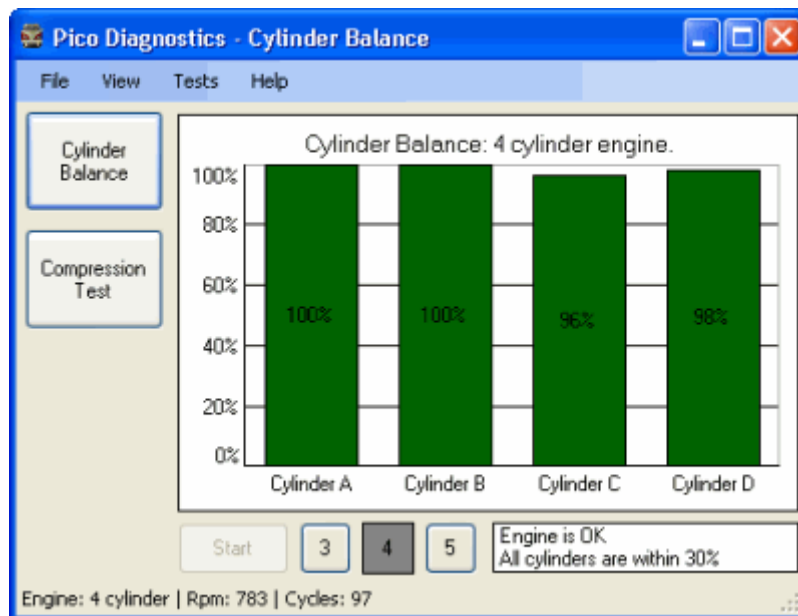 Pico Diagnostics - Cylinder Balance
File View Tests Help
Cylinder
Balance
Compression
Test
Cylinder Balance: 4 cylinder engine.
100%
80%
60%
40%
20%
0%
100% 100% 96% 98%
Cylinder A Cylinder B Cylinder C Cylinder D
Start 3 4 5
Engine is OK
All cylinders are within 30%
Engine: 4 cylinder | Rpm: 783 | Cycles: 97